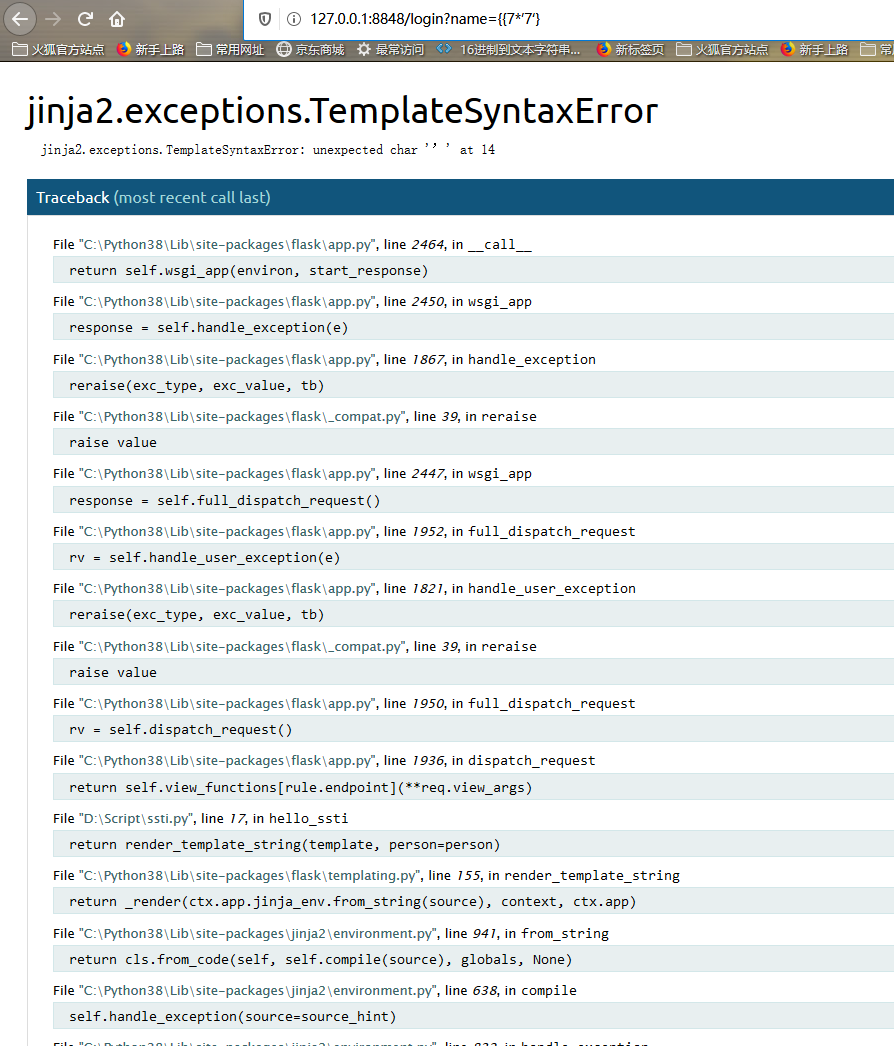 127.0.0.1:8848/login?name={{7*‘7’}
火狐官方站点 新手上路 常用网址 京东商城 最常访问 16进制到文本字符串... 新标签页 火狐官方站点 新手上路
jinja2.exceptions.TemplateSyntaxError
jinja2.exceptions.TemplateSyntaxError: unexpected char '‘' at 14
Traceback (most recent call last)
File "C:\Python38\Lib\site-packages\flask\app.py", line 2464, in __call__
return self.wsgi_app(environ, start_response)
File "C:\Python38\Lib\site-packages\flask\app.py", line 2450, in wsgi_app
response = self.handle_exception(e)
File "C:\Python38\Lib\site-packages\flask\app.py", line 1867, in handle_exception
reraise(exc_type, exc_value, tb)
File "C:\Python38\Lib\site-packages\flask\_compat.py", line 39, in reraise
raise value
File "C:\Python38\Lib\site-packages\flask\app.py", line 2447, in wsgi_app
response = self.full_dispatch_request()
File "C:\Python38\Lib\site-packages\flask\app.py", line 1952, in full_dispatch_request
rv = self.handle_user_exception(e)
File "C:\Python38\Lib\site-packages\flask\app.py", line 1821, in handle_user_exception
reraise(exc_type, exc_value, tb)
File "C:\Python38\Lib\site-packages\flask\_compat.py", line 39, in reraise
raise value
File "C:\Python38\Lib\site-packages\flask\app.py", line 1950, in full_dispatch_request
rv = self.dispatch_request()
File "C:\Python38\Lib\site-packages\flask\app.py", line 1936, in dispatch_request
return self.view_functions[rule.endpoint](**req.view_args)
File "D:\Script\ssti.py", line 17, in hello_ssti
return render_template_string(template, person=person)
File "C:\Python38\Lib\site-packages\flask\templating.py", line 155, in render_template_string
return _render(ctx.app.jinja_env.from_string(source), context, ctx.app)
File "C:\Python38\Lib\site-packages\jinja2\environment.py", line 941, in from_string
return cls.from_code(self, self.compile(source), globals, None)
File "C:\Python38\Lib\site-packages\jinja2\environment.py", line 638, in compile
self.handle_exception(source=source_hint)